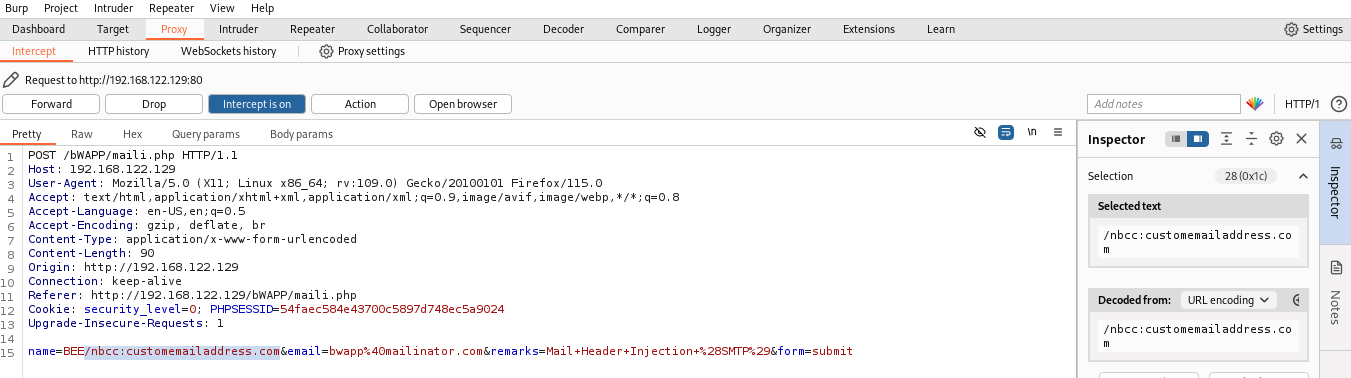 Burp Project Intruder Repeater View Help
Dashboard Target Proxy Intruder Repeater Collaborator Sequencer Decoder Comparer Logger Organizer Extensions Learn Settings
Intercept HTTP history WebSockets history Proxy settings
Request to http://192.168.122.129:80
Forward Drop Intercept is on Action Open browser Add notes HTTP/1
Pretty Raw Hex Query params Body params \n
1 POST /bWAPP/maili.php HTTP/1.1
2 Host: 192.168.122.129
3 User-Agent: Mozilla/5.0 (X11; Linux x86_64; rv:109.0) Gecko/20100101 Firefox/115.0
4 Accept: text/html,application/xhtml+xml,application/xml;q=0.9,image/avif,image/webp,*/*;q=0.8
5 Accept-Language: en-US,en;q=0.5
6 Accept-Encoding: gzip, deflate, br
7 Content-Type: application/x-www-form-urlencoded
8 Content-Length: 90
9 Origin: http://192.168.122.129
10 Connection: keep-alive
11 Referer: http://192.168.122.129/bWAPP/maili.php
12 Cookie: security_level=0; PHPSESSID=54faec584e43700c5897d748ec5a9024
13 Upgrade-Insecure-Requests: 1
14
15 name=BEE/nbcc:customemailaddress.com&email=bwapp%40mailinator.com&remarks=Mail+Header+Injection+%28SMTP%29&form=submit
Inspector
Selection 28 (0x1c)
Selected text
/nbcc:customemailaddress.co
m
Decoded from: URL encoding
/nbcc:customemailaddress.co
m
Inspector
Notes